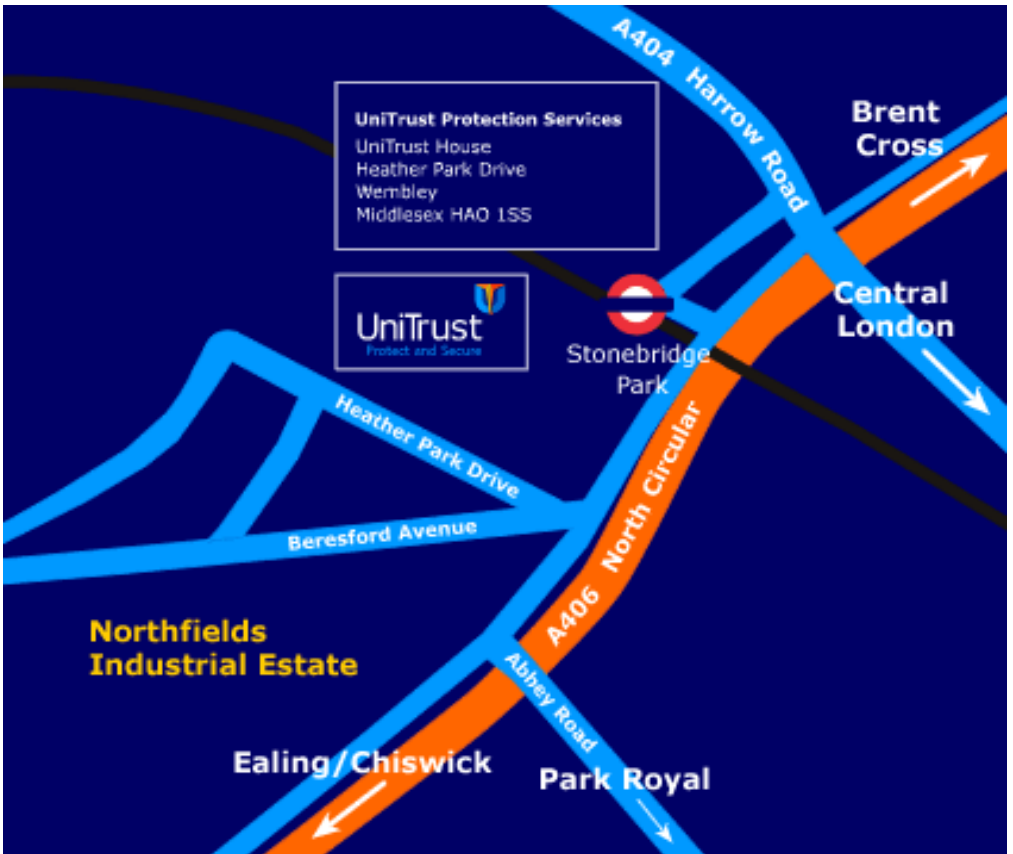 A404 Harrow Road
Brent
Cross
UniTrust Protection Services
UniTrust House
Heather Park Drive
Wembley
Middlesex HAO 1SS
Central
London
UniTrust
Protect and Secure
Stonebridge
Park
Heather Park Drive
Beresford Avenue
A406 North Circular
Northfields
Industrial Estate
Abbey Road
Ealing/Chiswick
Park Royal